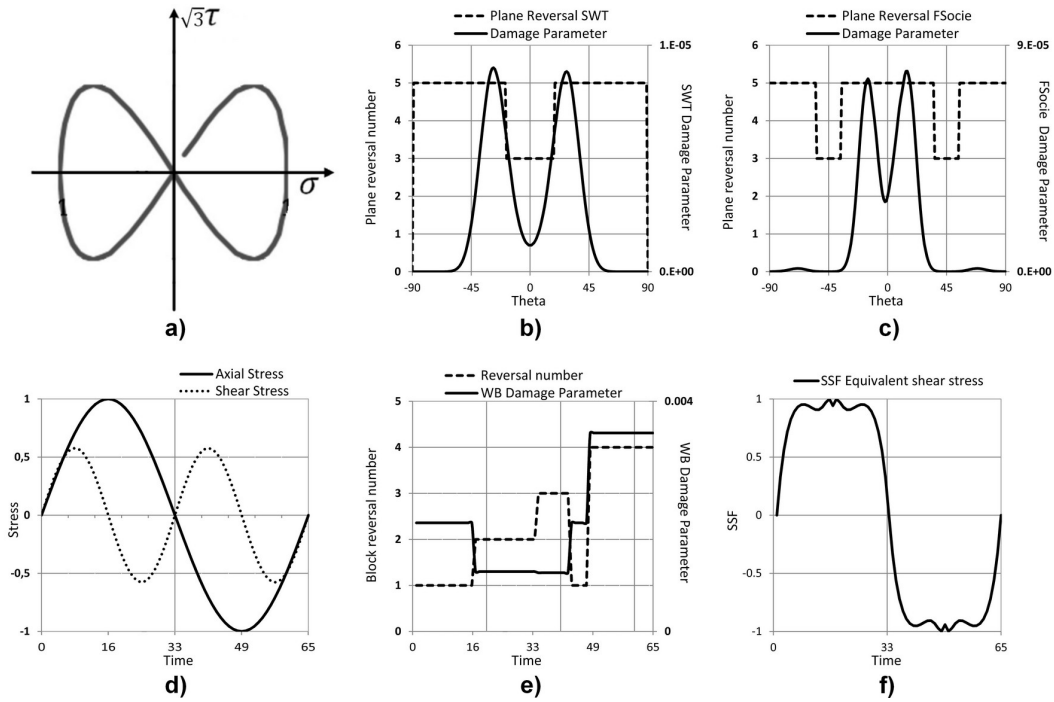 √3τ
σ
1
1
a)
Plane Reversal SWT
Damage Parameter
6
5
4
3
2
1
0
1.E-05
0.E+00
Plane reversal number
SWT Damage Parameter
-90
-45
0
45
90
Theta
b)
Plane Reversal FSocie
Damage Parameter
6
5
4
3
2
1
0
9.E-05
0.E+00
Plane reversal number
FSocie Damage Parameter
-90
-45
0
45
90
Theta
c)
Axial Stress
Shear Stress
1
0,5
0
-0,5
-1
Stress
0
16
33
49
65
Time
d)
Reversal number
WB Damage Parameter
5
4
3
2
1
0
0.004
0
Block reversal number
WB Damage Parameter
0
16
33
49
65
Time
e)
SSF Equivalent shear stress
1
0,5
0
-0,5
-1
SSF
0
33
65
Time
f)